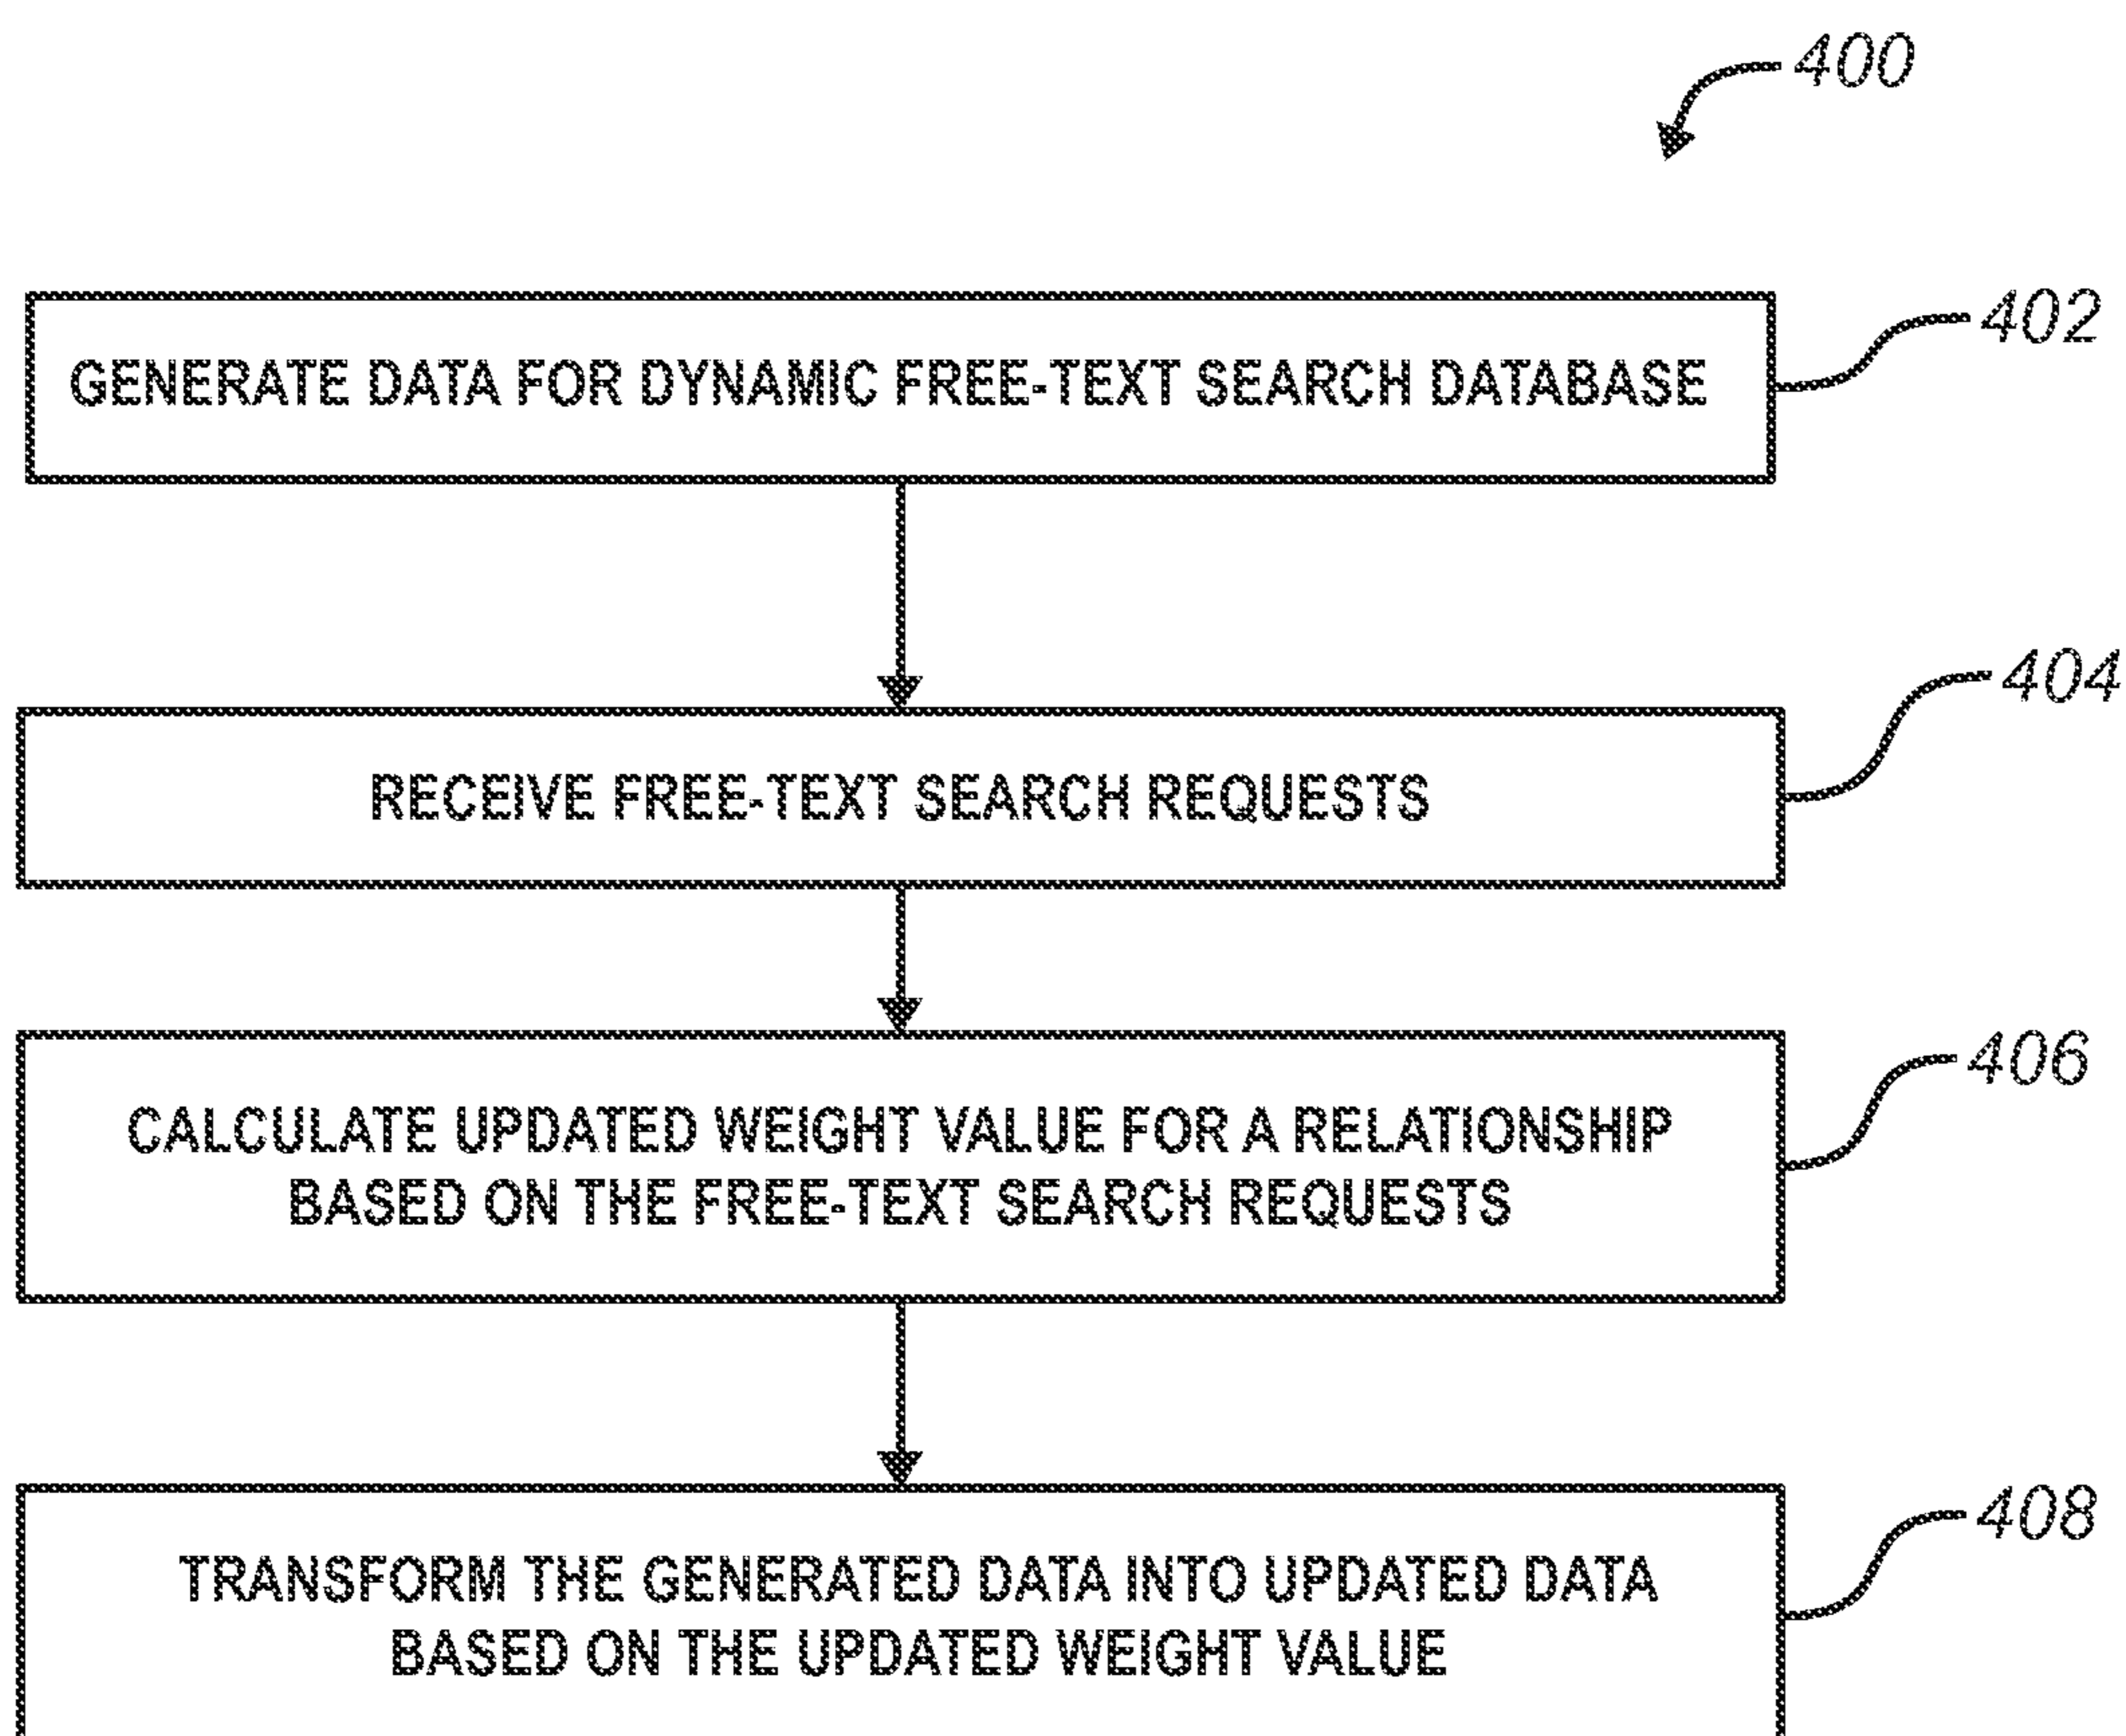 400
GENERATE DATA FOR DYNAMIC FREE-TEXT SEARCH DATABASE
402
RECEIVE FREE-TEXT SEARCH REQUESTS
404
CALCULATE UPDATED WEIGHT VALUE FOR A RELATIONSHIP
BASED ON THE FREE-TEXT SEARCH REQUESTS
406
TRANSFORM THE GENERATED DATA INTO UPDATED DATA
BASED ON THE UPDATED WEIGHT VALUE
408